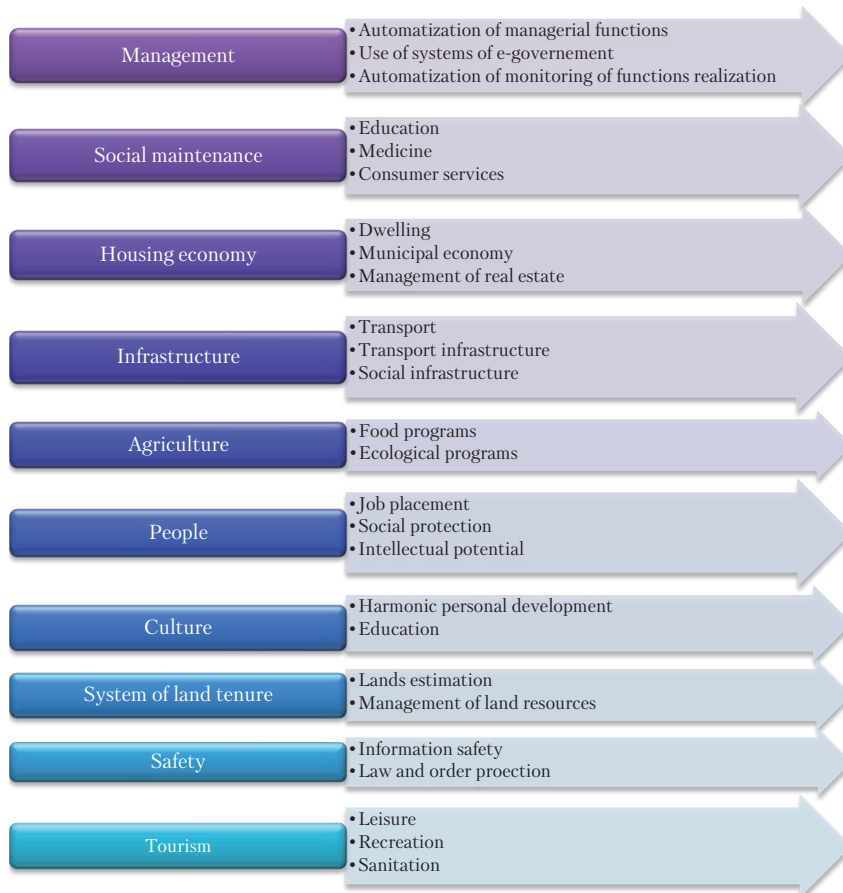 Management
• Automatization of managerial functions
• Use of systems of e-governement
• Automatization of monitoring of functions realization
Social maintenance
• Education
• Medicine
• Consumer services
Housing economy
• Dwelling
• Municipal economy
• Management of real estate
Infrastructure
• Transport
• Transport infrastructure
• Social infrastructure
Agriculture
• Food programs
• Ecological programs
People
• Job placement
• Social protection
• Intellectual potential
Culture
• Harmonic personal development
• Education
System of land tenure
• Lands estimation
• Management of land resources
Safety
• Information safety
• Law and order proection
Tourism
• Leisure
• Recreation
• Sanitation